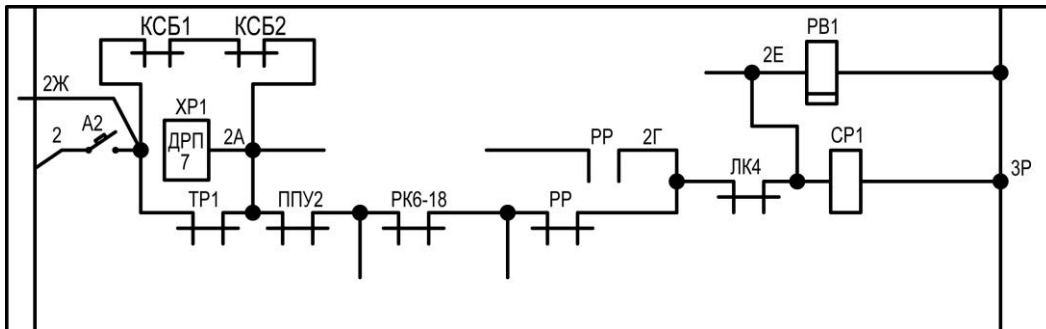 КСБ1 КСБ2
РВ1
2Е
2Ж
ХР1
2 А2
ДРП 2А РР 2Г СР1
7
ЛК4 3Р
ТР1 ППУ2 РК6-18 РР